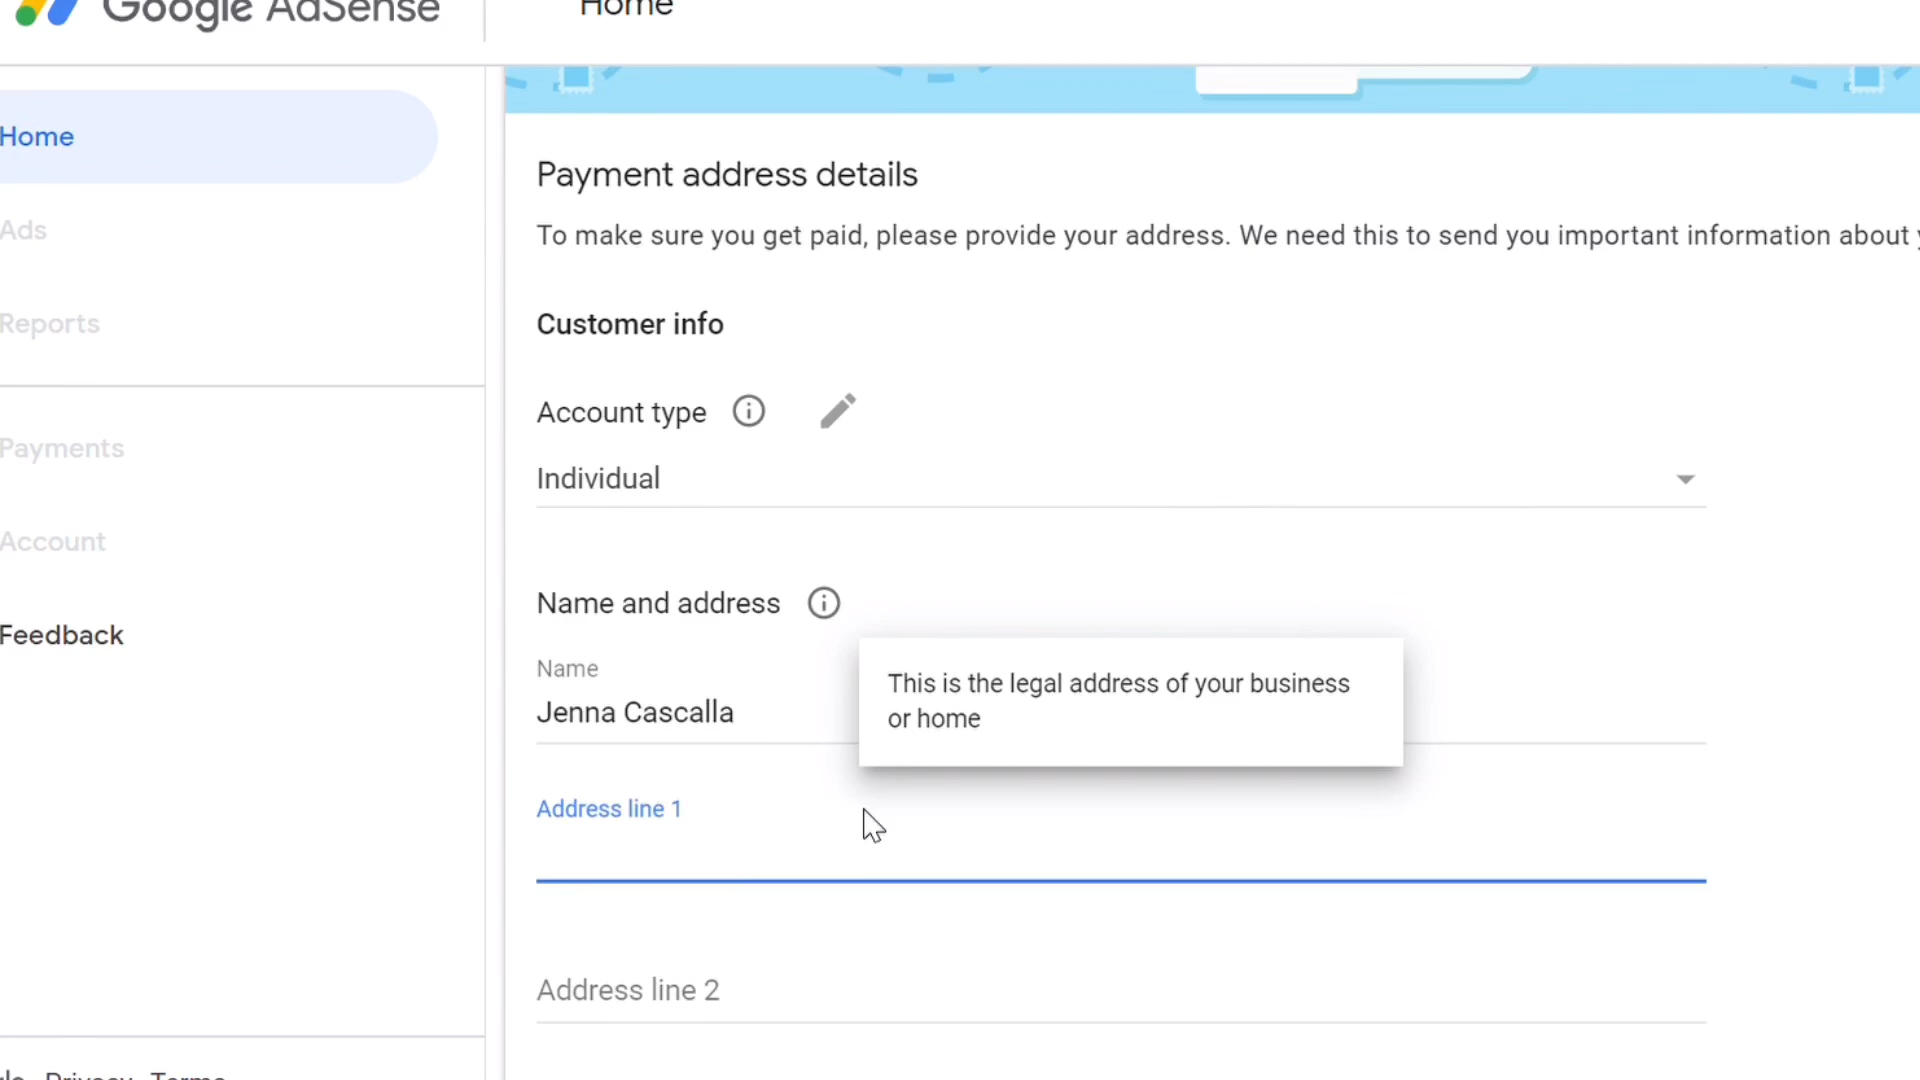 Google AdSense
Home
Home
Ads
Reports
Payments
Account
Feedback
Privacy Terms
Payment address details
To make sure you get paid, please provide your address. We need this to send you important information about
Customer info
Account type
Individual
Name and address
Name
Jenna Cascalla
This is the legal address of your business
or home
Address line 1
Address line 2